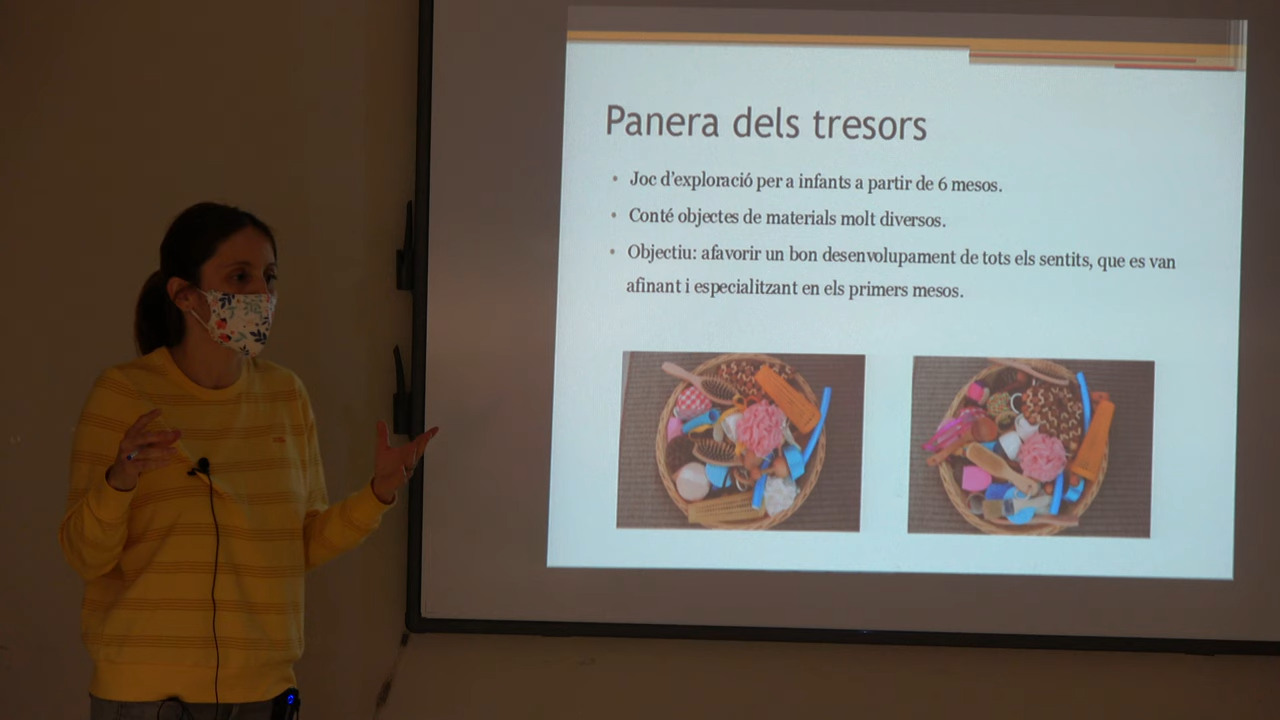 Panera dels tresors
Joc d'exploració per a infants a partir de 6 mesos.
Conté objectes de materials molt diversos.
Objectiu: afavorir un bon desenvolupament de tots els sentits, que es van
afinant i especialitzant en els primers mesos.